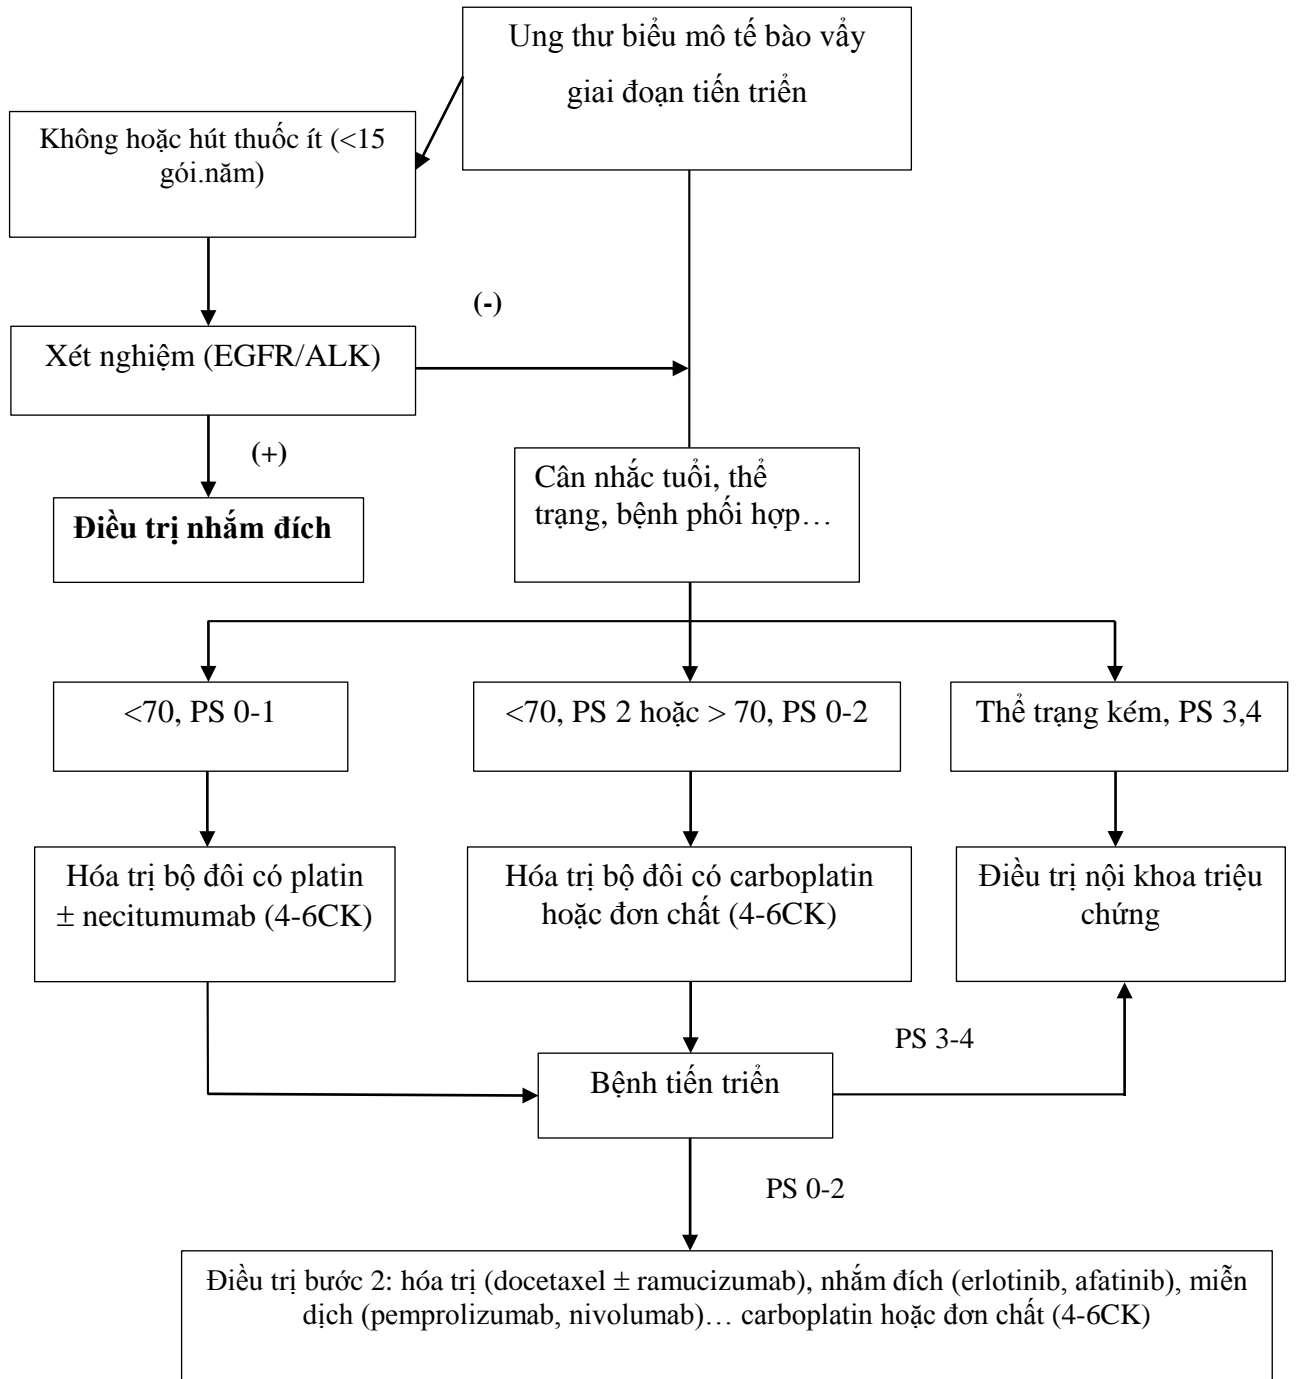 Ung thư biểu mô tế bào vẩy
giai đoạn tiến triển
Không hoặc hút thuốc ít (<15
gói.năm)
(-)
Xét nghiệm (EGFR/ALK)
(+)
Cân nhắc tuổi, thể
trạng, bệnh phối hợp…
Điều trị nhắm đích
<70, PS 0-1
<70, PS 2 hoặc > 70, PS 0-2
Thể trạng kém, PS 3,4
Hóa trị bộ đôi có platin
± necitumumab (4-6CK)
Hóa trị bộ đôi có carboplatin
hoặc đơn chất (4-6CK)
Điều trị nội khoa triệu
chứng
PS 3-4
Bệnh tiến triển
PS 0-2
Điều trị bước 2: hóa trị (docetaxel ± ramucizumab), nhắm đích (erlotinib, afatinib), miễn
dịch (pemprolizumab, nivolumab)… carboplatin hoặc đơn chất (4-6CK)